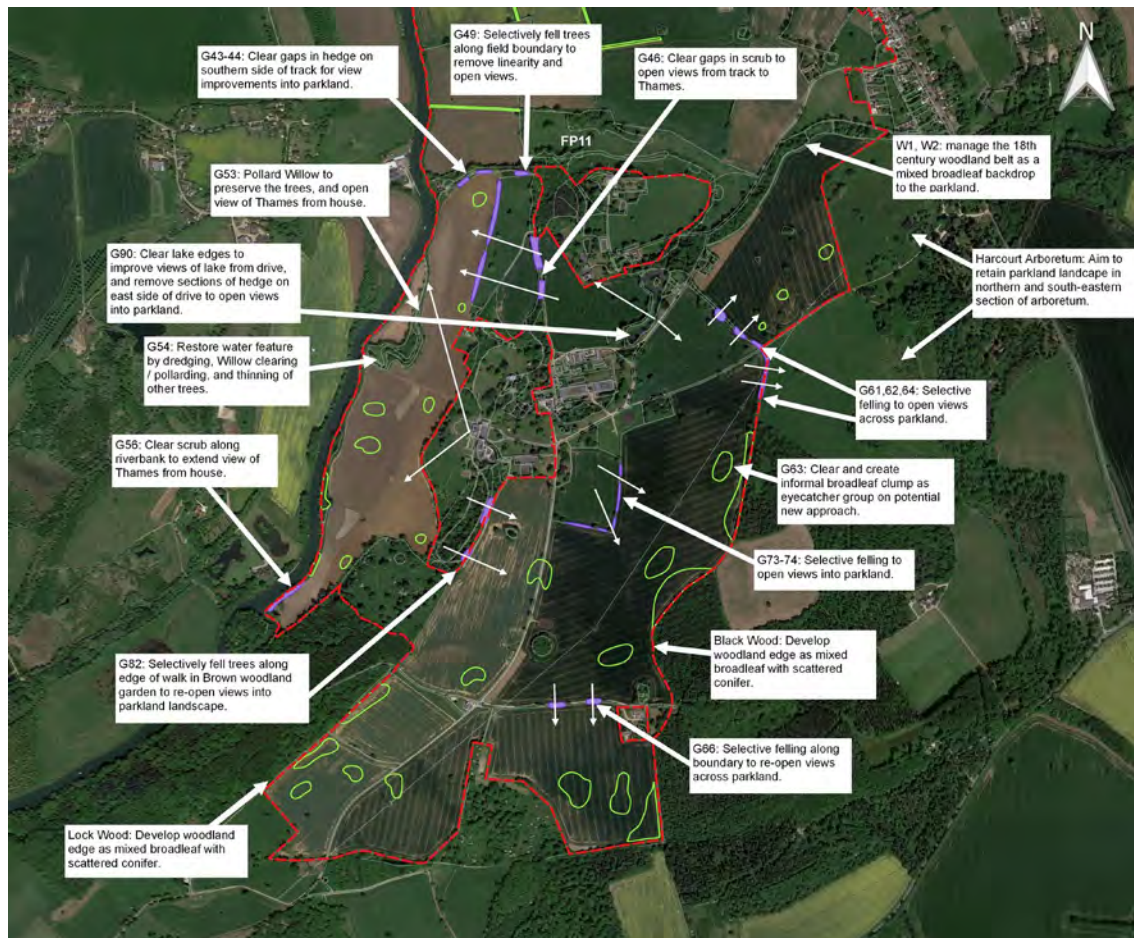 G49: Selectively fell trees
along field boundary to
remove linearity and
open views.
G43-44: Clear gaps in hedge on
southern side of track for view
improvements into parkland.
G46: Clear gaps in scrub to
open views from track to
Thames.
N
FP11
W1, W2: manage the 18th
century woodland belt as a
mixed broadleaf backdrop
to the parkland.
G53: Pollard Willow to
preserve the trees, and open
view of Thames from house.
G90: Clear lake edges to
improve views of lake from drive,
and remove sections of hedge on
east side of drive to open views
into parkland.
Harcourt Arboretum: Aim to
retain parkland landcape in
northern and south-eastern
section of arboretum.
G54: Restore water feature
by dredging, Willow clearing
/ pollarding, and thinning of
other trees.
G61,62,64: Selective
felling to open views
across parkland.
G56: Clear scrub along
riverbank to extend view of
Thames from house.
G63: Clear and create
informal broadleaf clump as
eyecatcher group on potential
new approach.
G73-74: Selective felling to
open views into parkland.
Black Wood: Develop
woodland edge as mixed
broadleaf with scattered
conifer.
G82: Selectively fell trees along
edge of walk in Brown woodland
garden to re-open views into
parkland landscape.
G66: Selective felling along
boundary to re-open views
across parkland.
Lock Wood: Develop woodland
edge as mixed broadleaf with
scattered conifer.